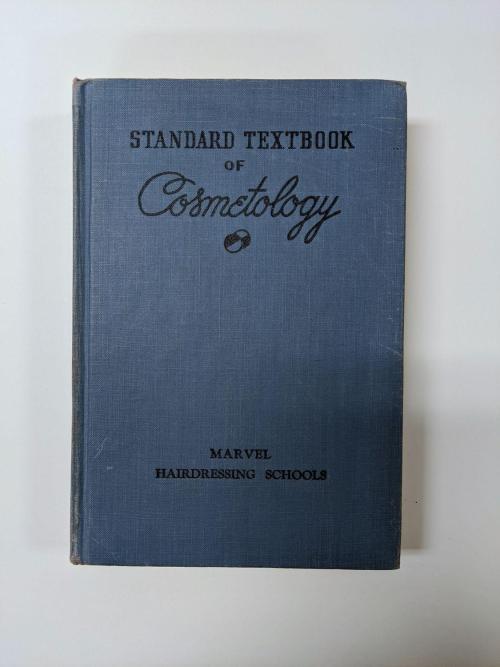 STANDARD TEXTBOOK
OF
Cosmetology
MARVEL
HAIRDRESSING SCHOOLS